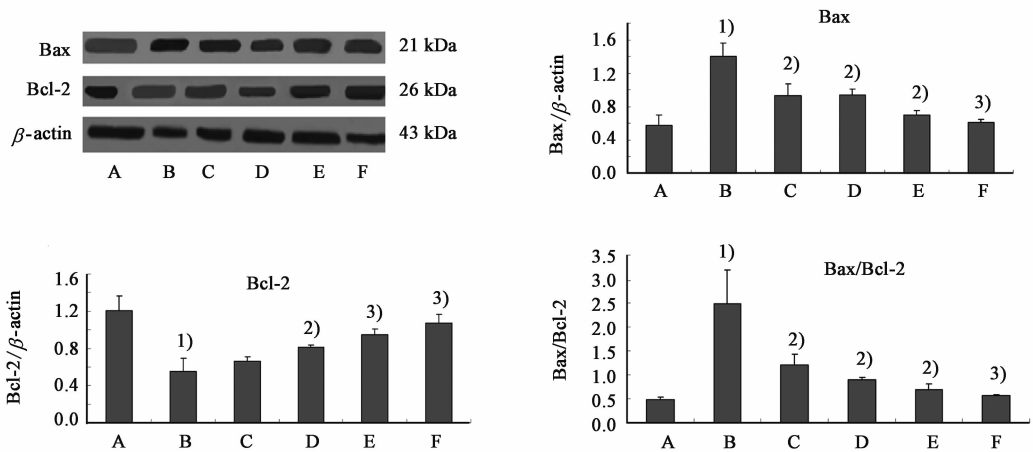 Bax 21 kDa
Bcl-2 26 kDa
β-actin 43 kDa
A B C D E F
Bax
Bax/β-actin
1.6
1.2
0.8
0.4
0.0
1)
2)
2)
2)
3)
A B C D E F
Bcl-2
Bcl-2/β-actin
1.6
1.2
0.8
0.4
0.0
1)
2)
3)
3)
A B C D E F
Bax/Bcl-2
Bax/Bcl-2
3.5
3.0
2.5
2.0
1.5
1.0
0.5
0.0
1)
2)
2)
2)
3)
A B C D E F